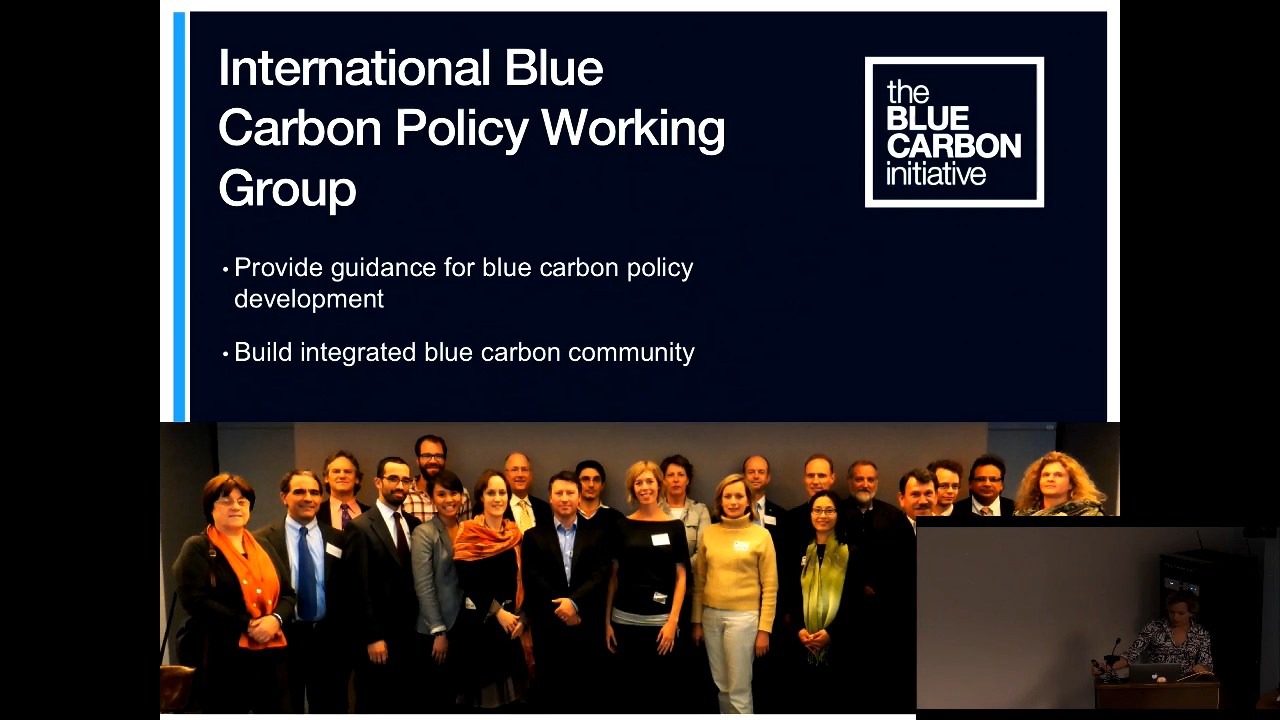 International Blue
Carbon Policy Working
Group
the
BLUE
CARBON
initiative
• Provide guidance for blue carbon policy
development
• Build integrated blue carbon community